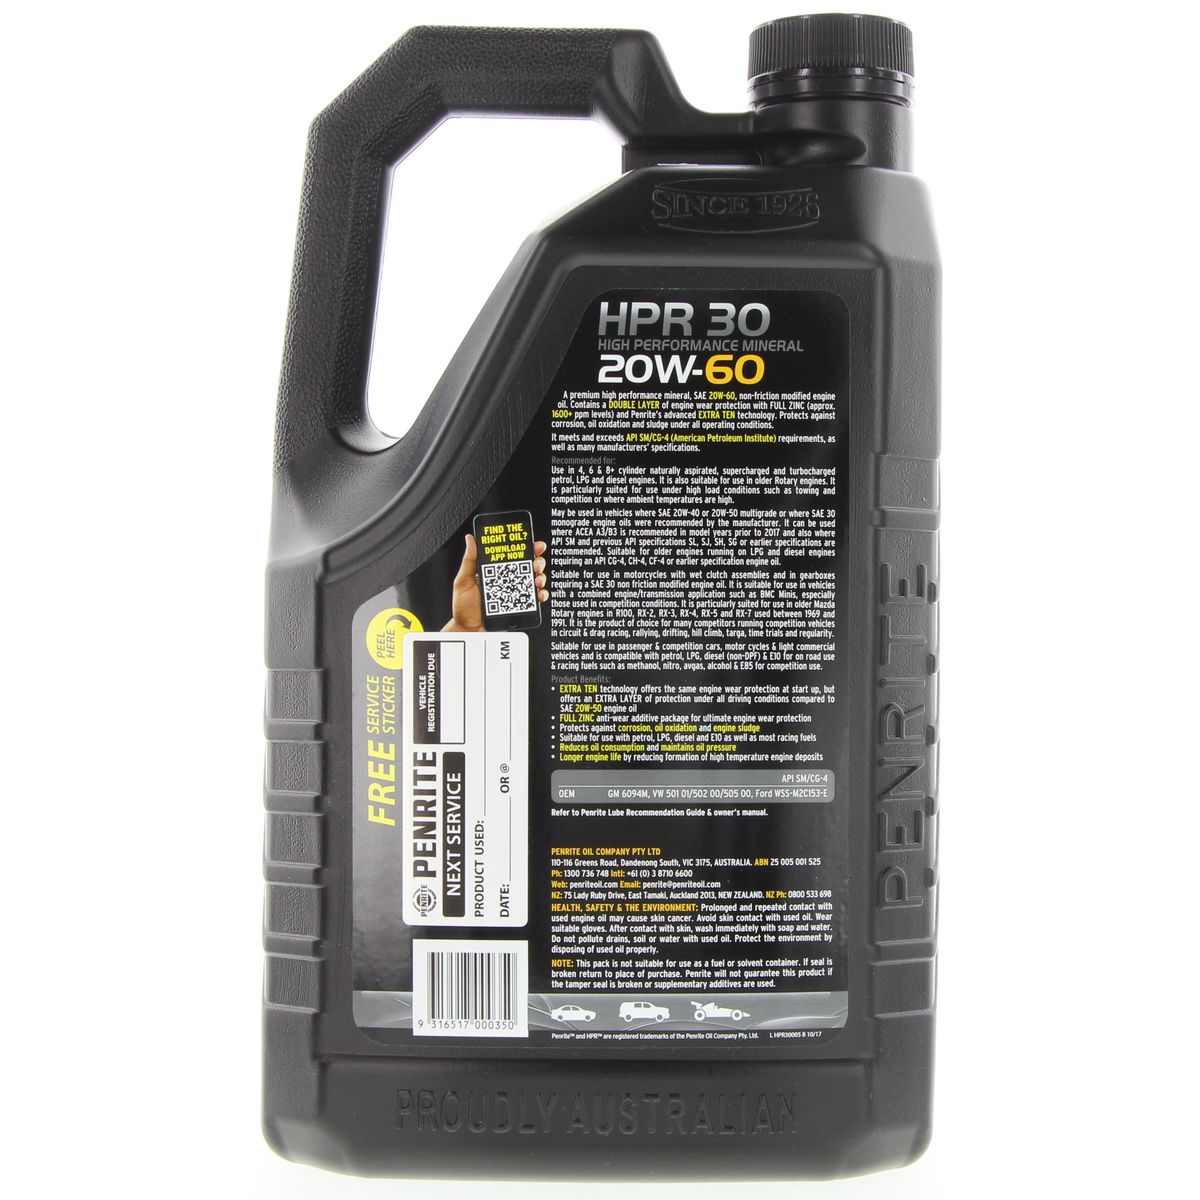 SINCE 1926
HPR 30
HIGH PERFORMANCE MINERAL
20W-60
A premium high performance mineral, SAE 20W-60, non-friction modified engine
oil. Contains a DOUBLE LAYER of engine wear protection with FULL ZINC (approx.
1600+ ppm levels) and Penrite's advanced EXTRA TEN technology. Protects against
corrosion, oil oxidation and sludge under all operating conditions.
It meets and exceeds API SM/CG-4 (American Petroleum Institute) requirements, as
well as many manufacturers' specifications.
Recommended for:
Use in 4, 6 & 8+ cylinder naturally aspirated, supercharged and turbocharged
petrol, LPG and diesel engines. It is also suitable for use in older Rotary engines. It
is particularly suited for use under high load conditions such as towing and
competition or where ambient temperatures are high.
May be used in vehicles where SAE 20W-40 or 20W-50 multigrade or where SAE 30
monograde engine oils were recommended by the manufacturer. It can be used
where ACEA A3/B3 is recommended in model years prior to 2017 and also where
API SM and previous API specifications SL, SJ, SH, SG or earlier specifications are
recommended. Suitable for older engines running on LPG and diesel engines
requiring an API CG-4, CH-4, CF-4 or earlier specification engine oil.
Suitable for use in motorcycles with wet clutch assemblies and in gearboxes
requiring a SAE 30 non friction modified engine oil. It is suitable for use in vehicles
with a combined engine/transmission application such as BMC Minis, especially
those used in competition conditions. It is particularly suited for use in older Mazda
Rotary engines in R100, RX-2, RX-3, RX-4, RX-5 and RX-7 used between 1969 and
1991. It is the product of choice for many competitors running competition vehicles
in circuit & drag racing, rallying, drifting, hill climb, targa, time trials and regularity.
Suitable for use in passenger & competition cars, motor cycles & light commercial
vehicles and is compatible with petrol, LPG, diesel (non-DPF) & E10 for on road use
& racing fuels such as methanol, nitro, avgas, alcohol & E85 for competition use.
Product Benefits:
• EXTRA TEN technology offers the same engine wear protection at start up, but
offers an EXTRA LAYER of protection under all driving conditions compared to
SAE 20W-50 engine oil
• FULL ZINC anti-wear additive package for ultimate engine wear protection
• Protects against corrosion, oil oxidation and engine sludge
• Suitable for use with petrol, LPG, diesel and E10 as well as most racing fuels
• Reduces oil consumption and maintains oil pressure
• Longer engine life by reducing formation of high temperature engine deposits
API SM/CG-4
OEM GM 6094M, VW 501 01/502 00/505 00, Ford WSS-M2C153-E
Refer to Penrite Lube Recommendation Guide & owner's manual.
PENRITE OIL COMPANY PTY LTD
110-116 Greens Road, Dandenong South, VIC 3175, AUSTRALIA. ABN 25 005 001 525
Ph: 1300 736 748 Intl: +61 (0) 3 8710 6600
Web: penriteoil.com Email: penrite@penriteoil.com
NZ: 75 Lady Ruby Drive, East Tamaki, Auckland 2013, NEW ZEALAND. NZ Ph: 0800 533 698
HEALTH, SAFETY & THE ENVIRONMENT: Prolonged and repeated contact with
used engine oil may cause skin cancer. Avoid skin contact with used oil. Wear
suitable gloves. After contact with skin, wash immediately with soap and water.
Do not pollute drains, soil or water with used oil. Protect the environment by
disposing of used oil properly.
NOTE: This pack is not suitable for use as a fuel or solvent container. If seal is
broken return to place of purchase. Penrite will not guarantee this product if
the tamper seal is broken or supplementary additives are used.
Penrite™ and HPR™ are registered trademarks of the Penrite Oil Company Pty. Ltd. L HPR30005 B 10/17
FIND THE
RIGHT OIL?
DOWNLOAD
APP NOW
PEEL
HERE
FREE SERVICE
STICKER
VEHICLE
REGISTRATION DUE
PENRITE
PENRITE
NEXT SERVICE
PRODUCT USED:
DATE: OR @ KM
9 316517 000350
PENRITE
PROUDLY AUSTRALIAN